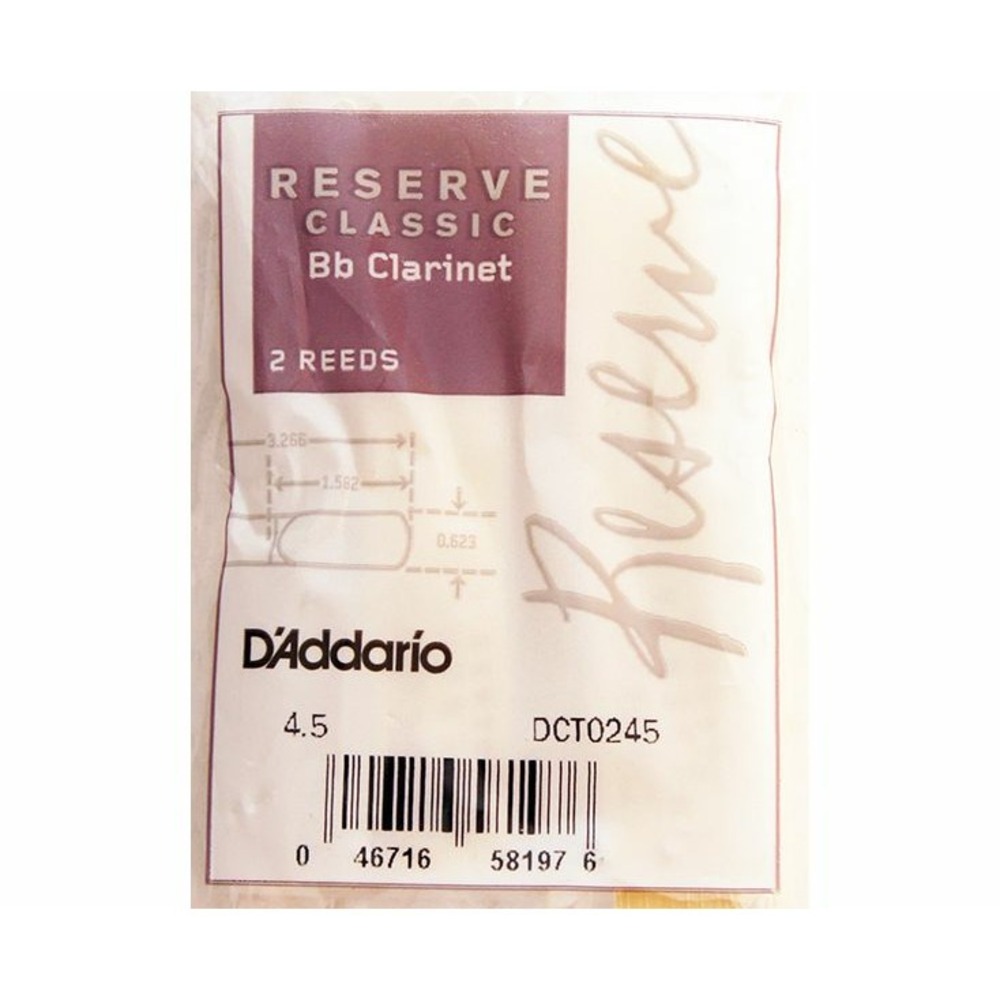 RESERVE
CLASSIC
Bb Clarinet
2 REEDS
Reserve
3.266
1.582
0.623
D'Addario
4.5
DCT0245
0 46716 58197 6